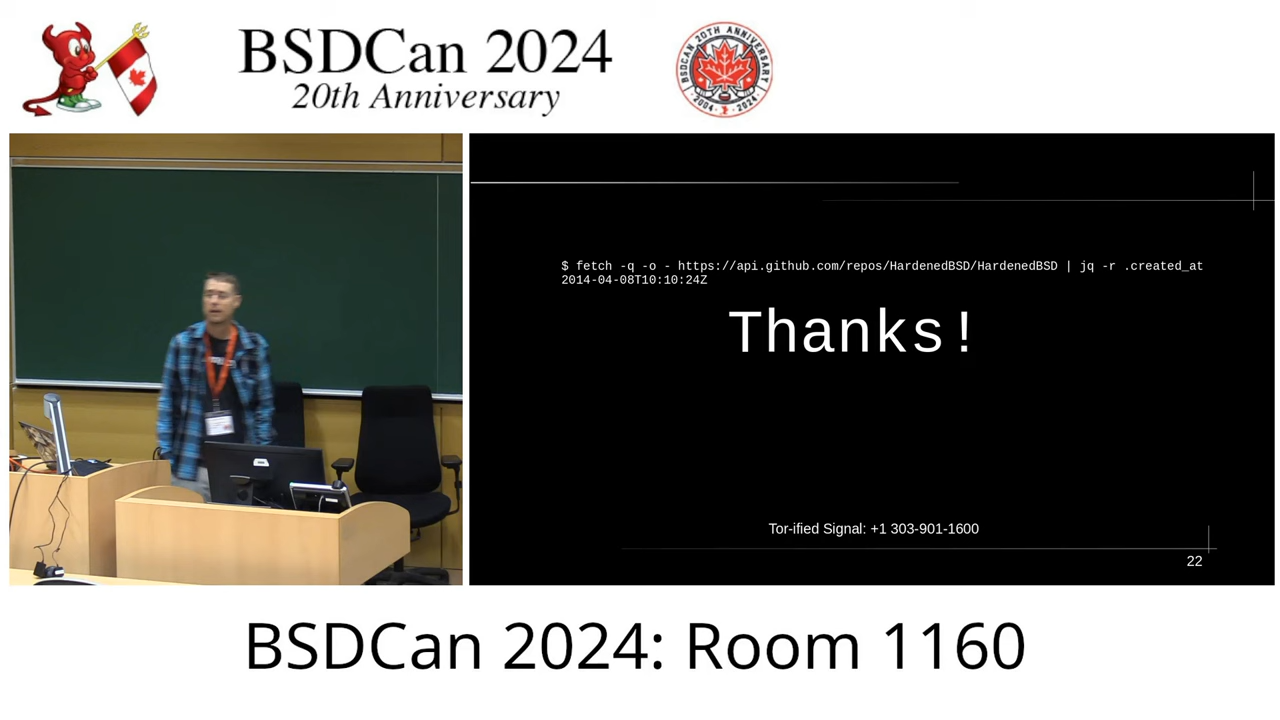 BSDCan 2024
20th Anniversary
BSDCAN 20TH ANNIVERSARY
2004 2024
$ fetch -q -o - https://api.github.com/repos/HardenedBSD/HardenedBSD | jq -r .created_at
2014-04-08T10:10:24Z
Thanks!
Tor-ified Signal: +1 303-901-1600
22
BSDCan 2024: Room 1160